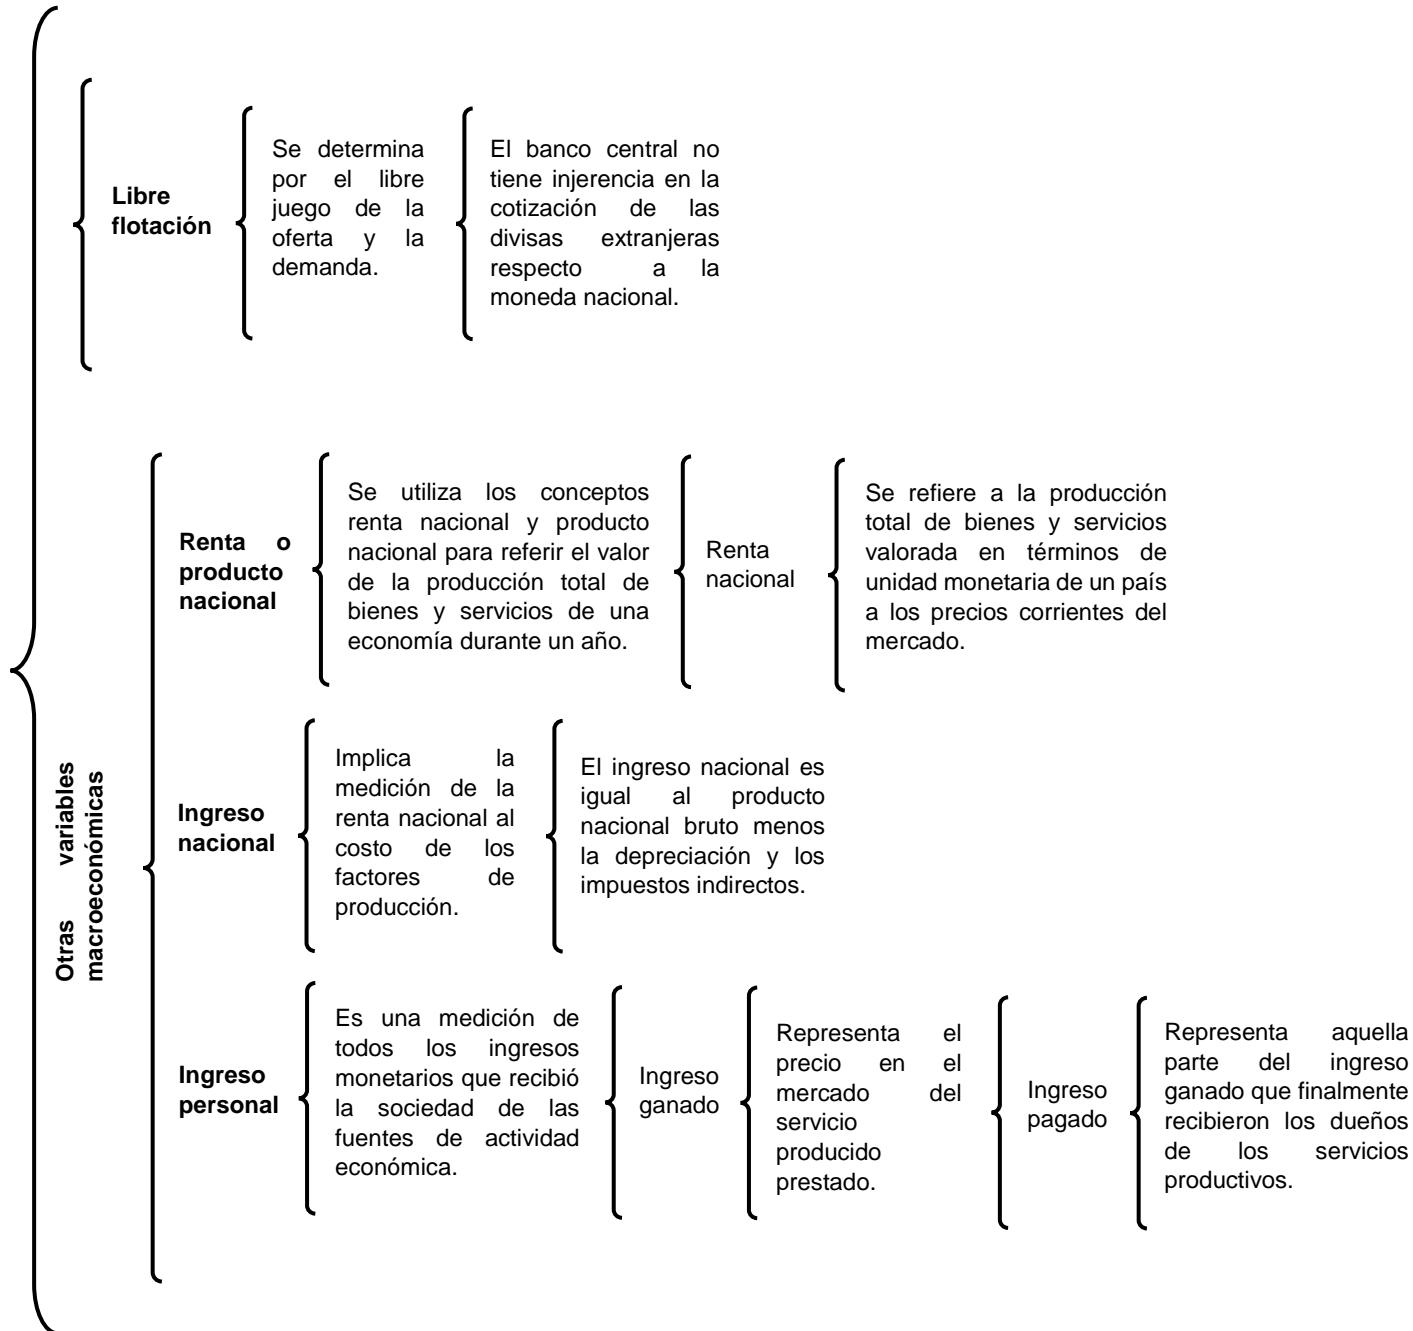 Libre
flotación
Se determina
por el libre
juego de la
oferta y la
demanda.
El banco central no
tiene injerencia en la
cotización de las
divisas extranjeras
respecto a la
moneda nacional.
Otras variables
macroeconómicas
Renta o
producto
nacional
Se utiliza los conceptos
renta nacional y producto
nacional para referir el valor
de la producción total de
bienes y servicios de una
economía durante un año.
Renta
nacional
Se refiere a la producción
total de bienes y servicios
valorada en términos de
unidad monetaria de un país
a los precios corrientes del
mercado.
Ingreso
nacional
Implica la
medición de la
renta nacional al
costo de los
factores de
producción.
El ingreso nacional es
igual al producto
nacional bruto menos
la depreciación y los
impuestos indirectos.
Ingreso
personal
Es una medición de
todos los ingresos
monetarios que recibió
la sociedad de las
fuentes de actividad
económica.
Ingreso
ganado
Representa el
precio en el
mercado del
servicio
producido
prestado.
Ingreso
pagado
Representa aquella
parte del ingreso
ganado que finalmente
recibieron los dueños
de los servicios
productivos.